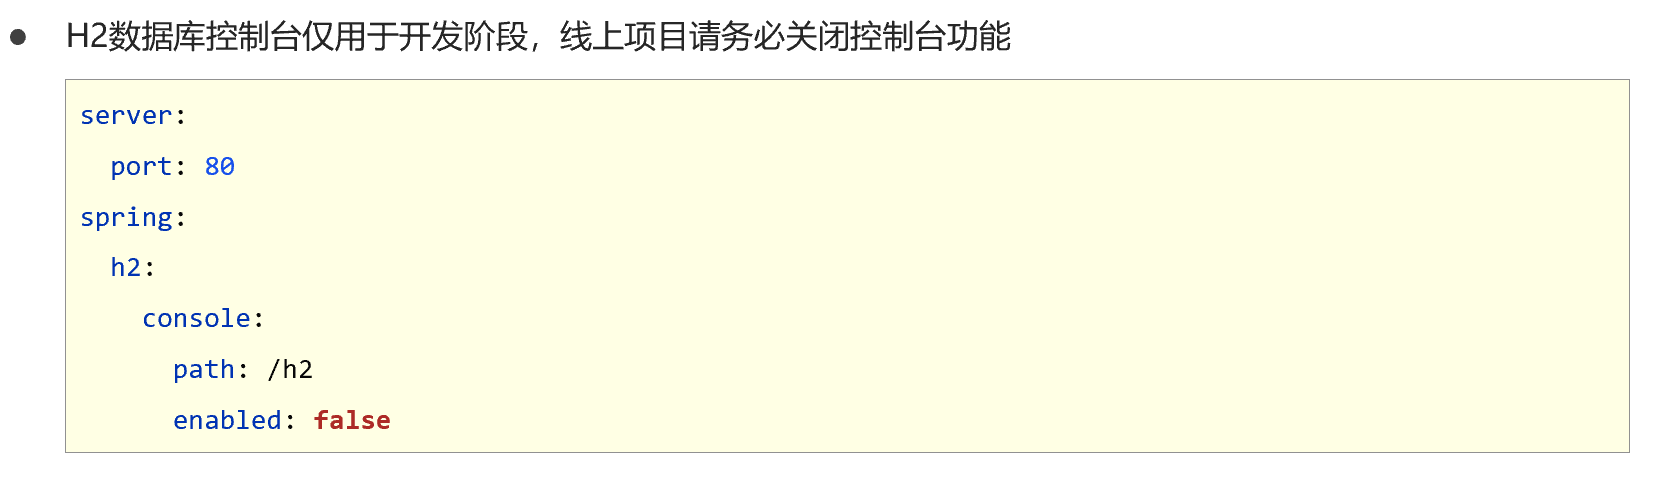 H2数据库控制台仅用于开发阶段，线上项目请务必关闭控制台功能
server:
  port: 80
spring:
  h2:
    console:
      path: /h2
      enabled: false